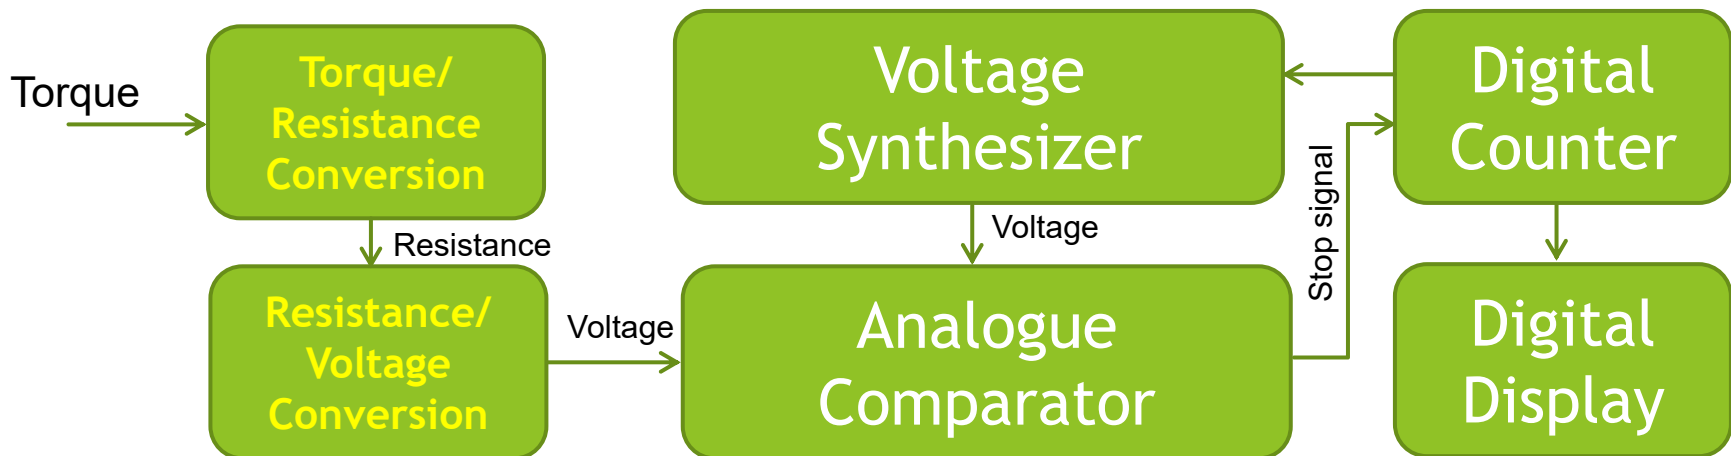 Torque
Torque/
Resistance
Conversion
Resistance
Resistance/
Voltage
Conversion
Voltage
Voltage
Synthesizer
Voltage
Analogue
Comparator
Stop signal
Digital
Counter
Digital
Display